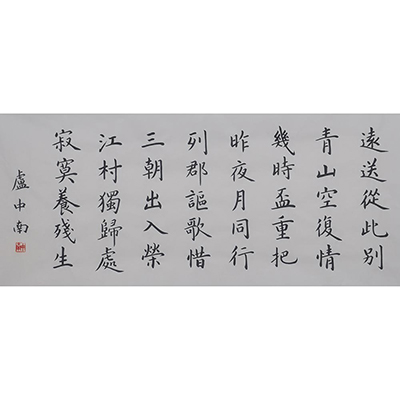 遠送從此別
青山空復情
幾時盃重把
昨夜月同行
列郡謳歌惜
三朝出入榮
江村獨歸處
寂寞養殘生
盧中南